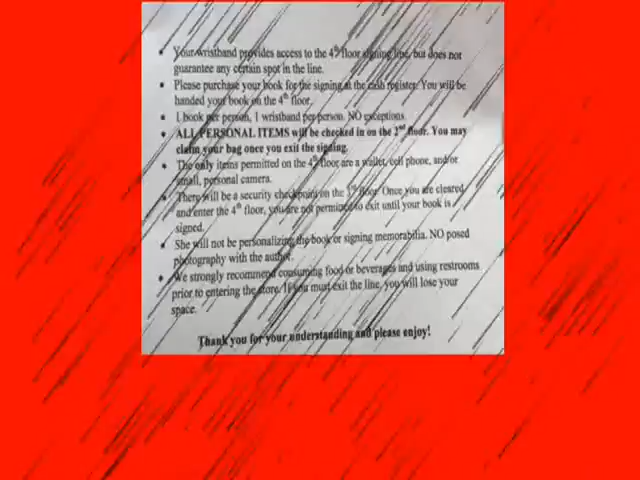 • Your wristband provides access to the 4th floor signing line, but does not
guarantee any certain spot in the line.
• Please purchase your book for the signing at the cash register. You will be
handed your book on the 4th floor.
• 1 book per person, 1 wristband per person. NO exceptions.
• ALL PERSONAL ITEMS will be checked in on the 2nd floor. You may
claim your bag once you exit the signing.
• The only items permitted on the 4th floor are a wallet, cell phone, and/or
small, personal camera.
• There will be a security checkpoint on the 3rd floor. Once you are cleared
and enter the 4th floor, you are not permitted to exit until your book is
signed.
• She will not be personalizing the book or signing memorabilia. NO posed
photography with the author.
• We strongly recommend consuming food or beverages and using restrooms
prior to entering the store. If you must exit the line, you will lose your
space.
Thank you for your understanding and please enjoy!